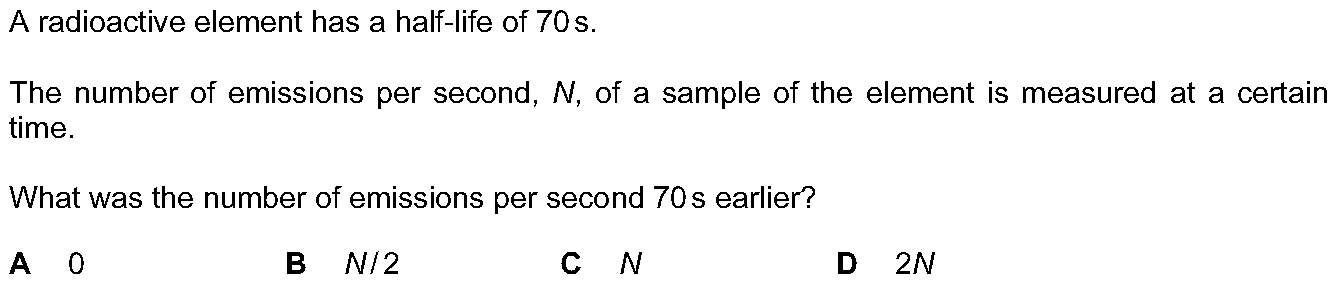 A radioactive element has a half-life of 70 s.
The number of emissions per second, N, of a sample of the element is measured at a certain
time.
What was the number of emissions per second 70 s earlier?
A 0 B N/2 C N D 2N